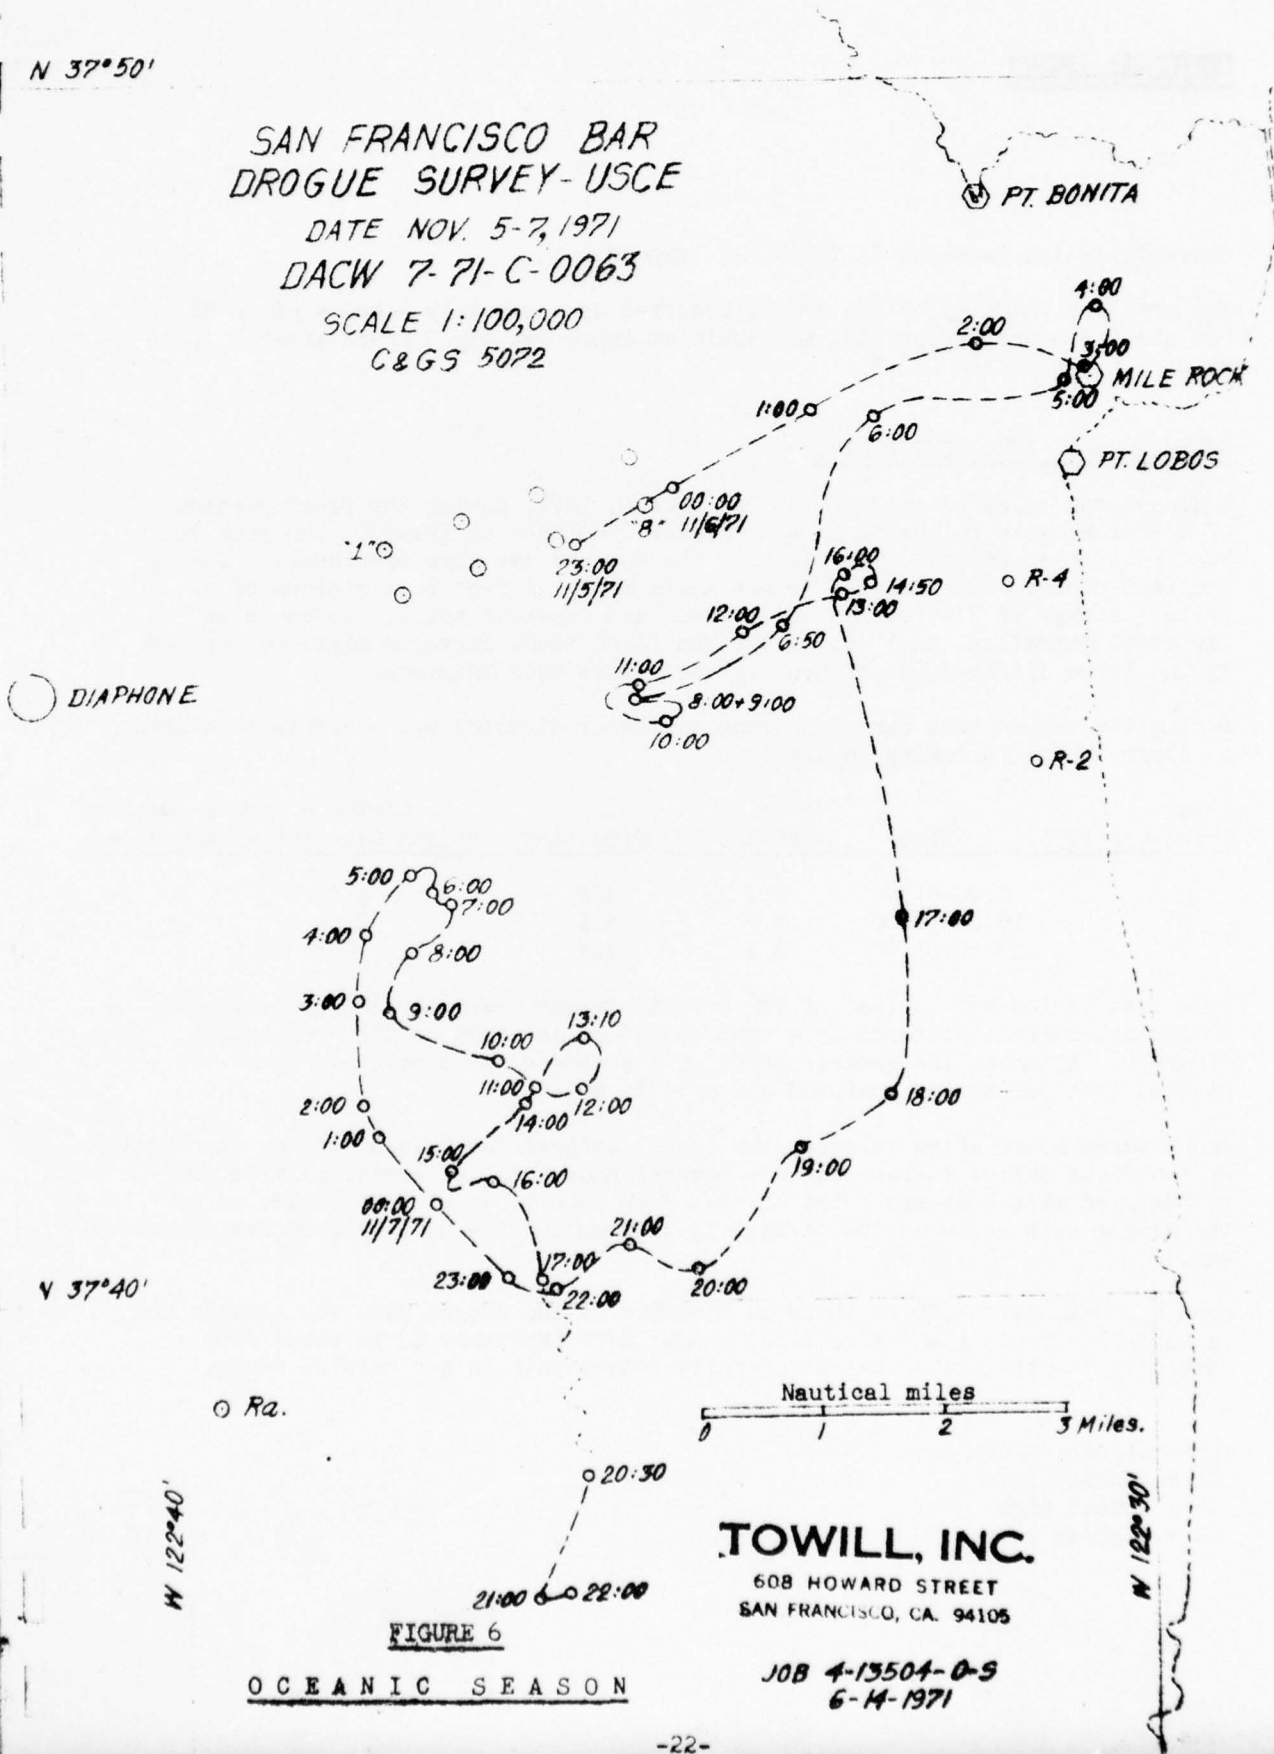 N 37°50'
SAN FRANCISCO BAR
DROGUE SURVEY-USCE
DATE NOV. 5-7, 1971
DACW 7-71-C-0063
SCALE 1:100,000
C&GS 5072
PT. BONITA
4:00
2:00
3:00
MILE ROCK
5:00
1:00
6:00
PT. LOBOS
00:00
"8" 11/6/71
"1"
23:00
11/5/71
16:00
14:50
R-4
13:00
12:00
6:50
11:00
DIAPHONE
8:00+9:00
10:00
R-2
5:00
6:00
7:00
4:00
17:00
8:00
3:00
9:00
13:10
10:00
11:00
12:00
18:00
2:00
14:00
1:00
15:00
19:00
16:00
00:00
11/7/71
21:00
17:00
23:00
22:00
20:00
37°40'
Ra.
Nautical miles
0 1 2 3 Miles.
20:30
W 122°40'
W 122°30'
TOWILL, INC.
608 HOWARD STREET
SAN FRANCISCO, CA. 94105
21:00 22:00
FIGURE 6
OCEANIC SEASON
JOB 4-13504-0-S
6-14-1971
-22-